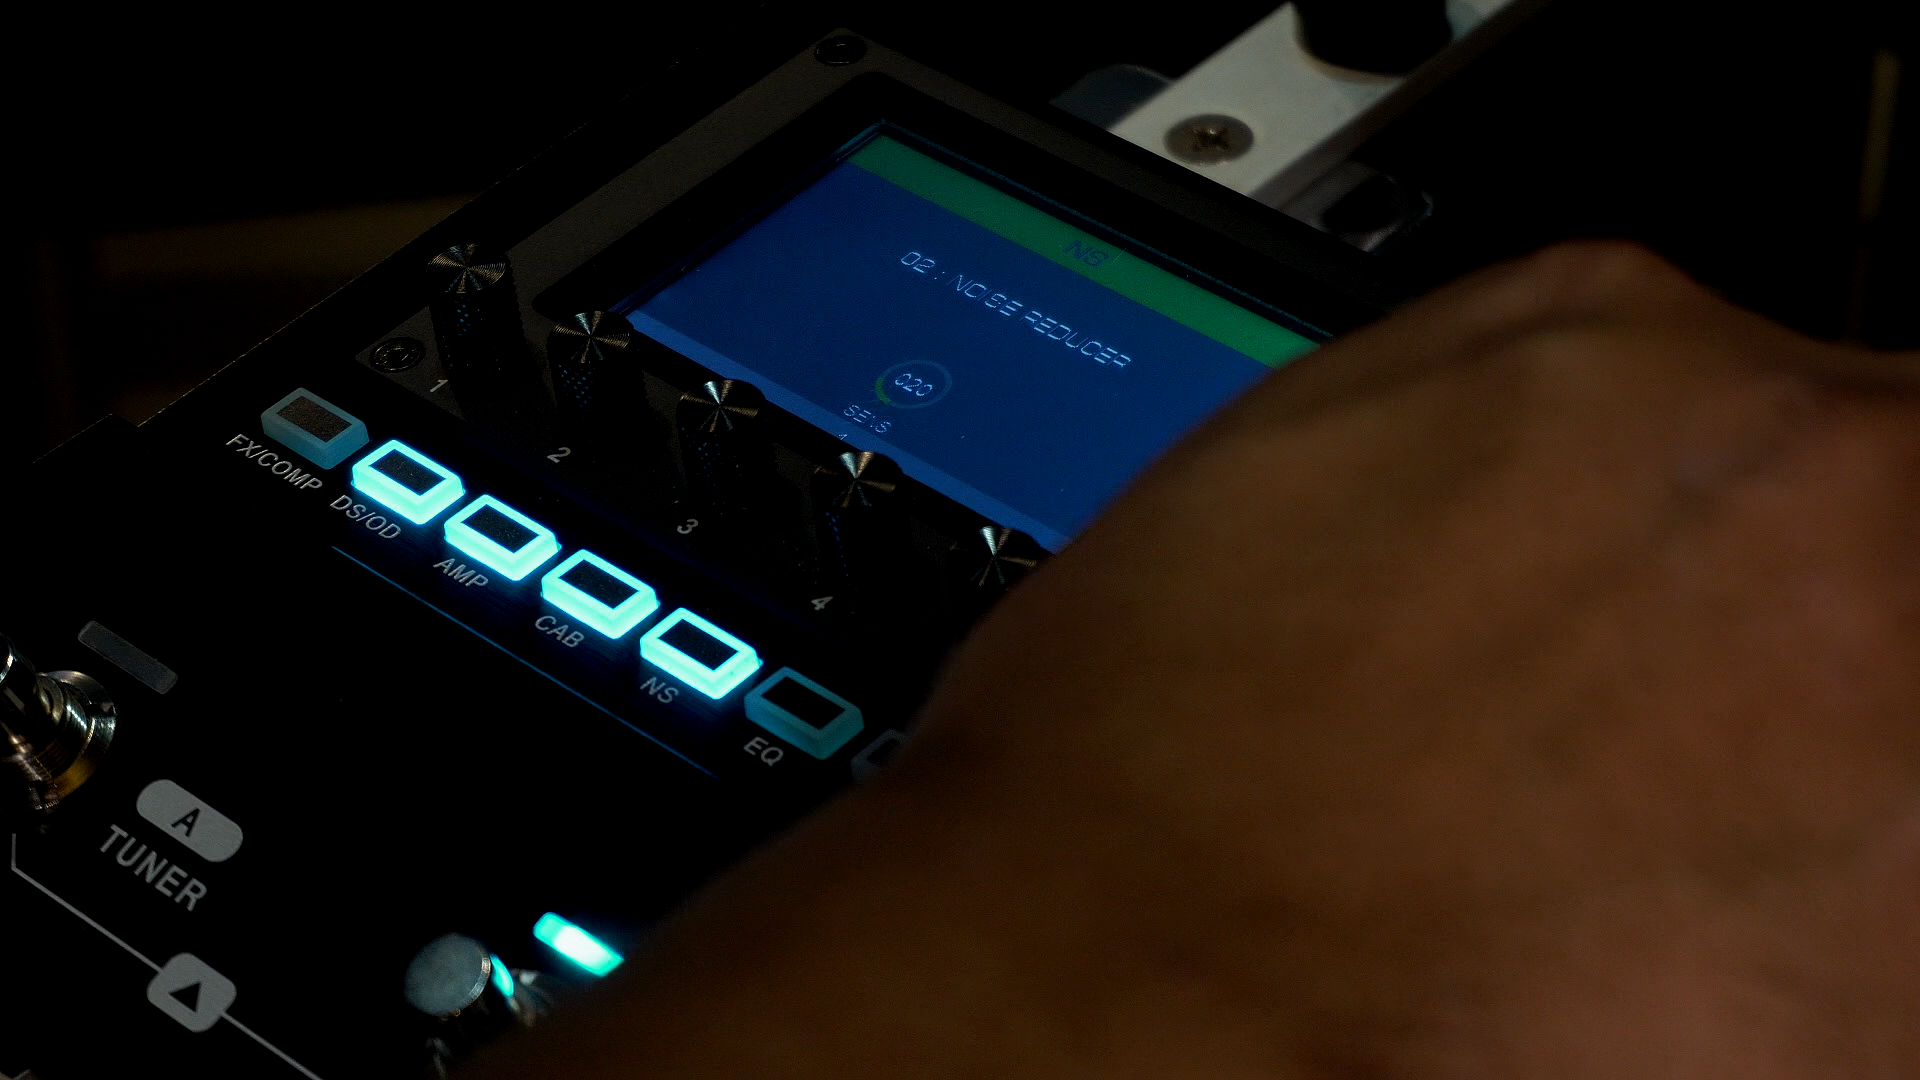 NS
02 : NOISE REDUCER
020
SENS
1
2
3
4
FX/COMP
DS/OD
AMP
CAB
NS
EQ
A
TUNER